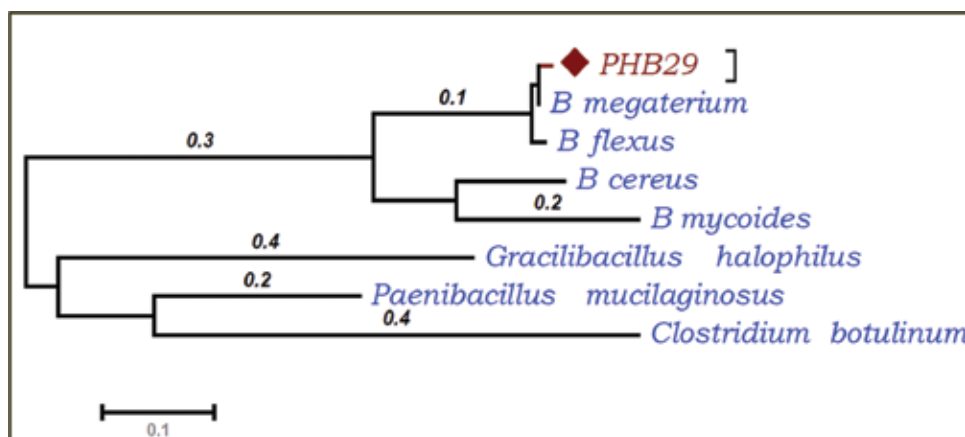 PHB29
0.1
B megaterium
B flexus
0.3
B cereus
0.2
B mycoides
0.4
Gracilibacillus halophilus
0.2
Paenibacillus mucilaginosus
0.4
Clostridium botulinum
0.1